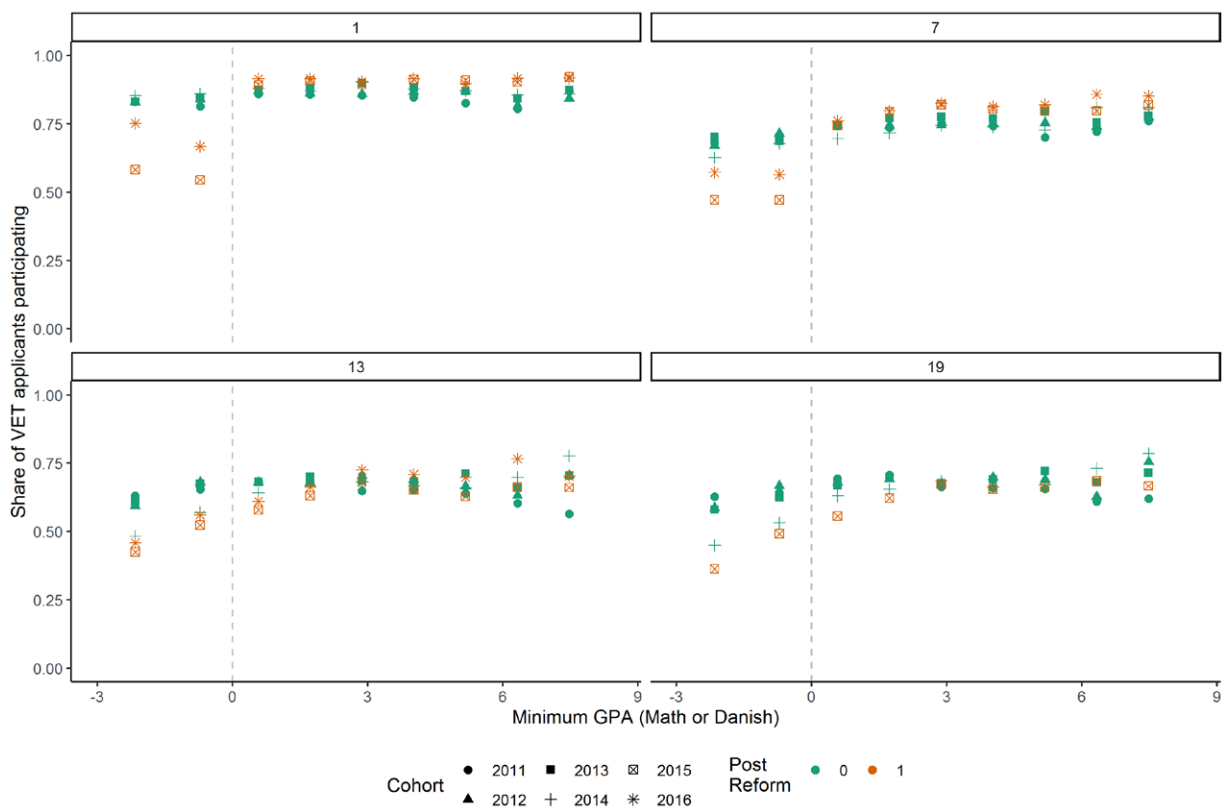 1
7
1.00
0.75
0.50
0.25
0.00
13
19
1.00
0.75
0.50
0.25
0.00
Share of VET applicants participating
-3 0 3 6 9 -3 0 3 6 9
Minimum GPA (Math or Danish)
Cohort
2011 2013 2015
2012 2014 2016
Post
Reform
0 1